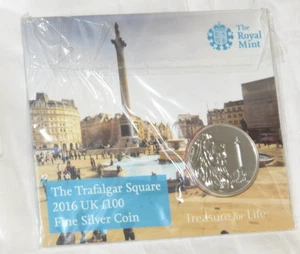 The
Royal
Mint
The Trafalgar Square
2016 UK £100
Fine Silver Coin
Treasure for Life